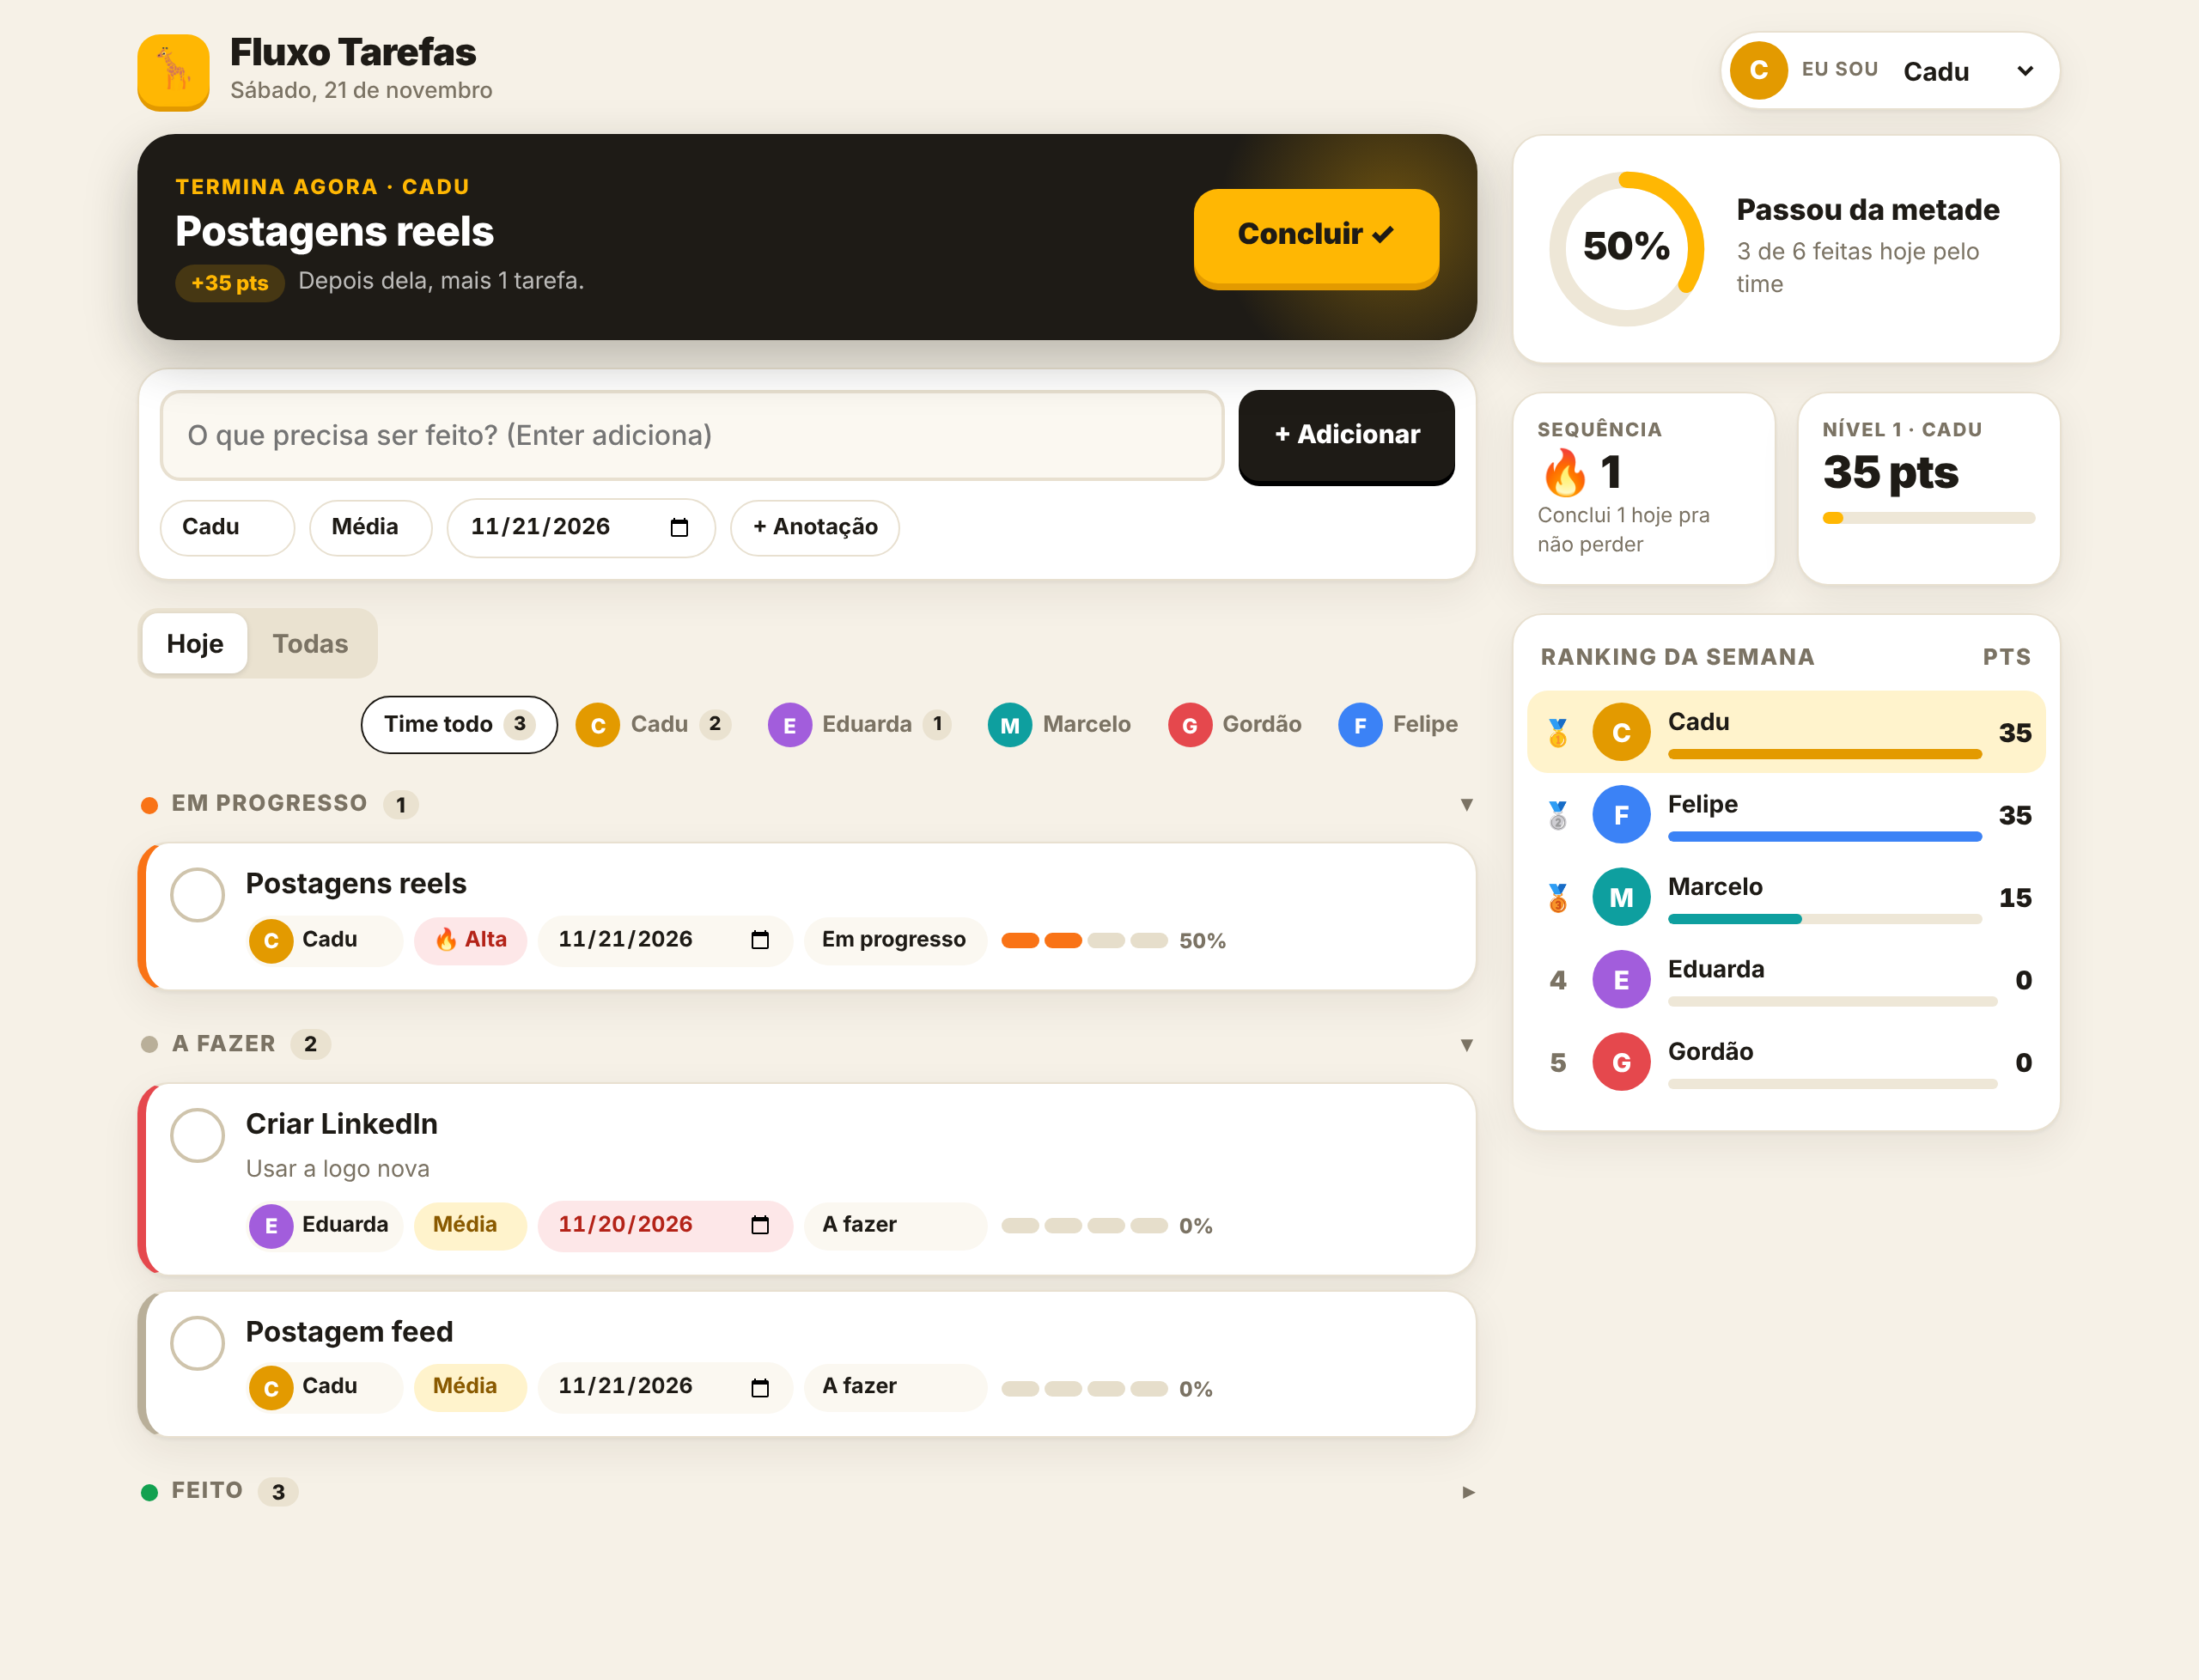 Fluxo Tarefas
Sábado, 21 de novembro
C EU SOU Cadu
TERMINA AGORA · CADU
Postagens reels
+35 pts Depois dela, mais 1 tarefa.
Concluir ✓
50%
Passou da metade
3 de 6 feitas hoje pelo
time
O que precisa ser feito? (Enter adiciona)
+ Adicionar
Cadu Média 11/21/2026 + Anotação
SEQUÊNCIA
🔥 1
Conclui 1 hoje pra
não perder
NÍVEL 1 · CADU
35 pts
Hoje Todas
Time todo 3 C Cadu 2 E Eduarda 1 M Marcelo G Gordão F Felipe
EM PROGRESSO 1
Postagens reels
C Cadu 🔥 Alta 11/21/2026 Em progresso 50%
A FAZER 2
Criar LinkedIn
Usar a logo nova
E Eduarda Média 11/20/2026 A fazer 0%
Postagem feed
C Cadu Média 11/21/2026 A fazer 0%
FEITO 3
RANKING DA SEMANA PTS
🥇 C Cadu 35
🥈 F Felipe 35
🥉 M Marcelo 15
4 E Eduarda 0
5 G Gordão 0